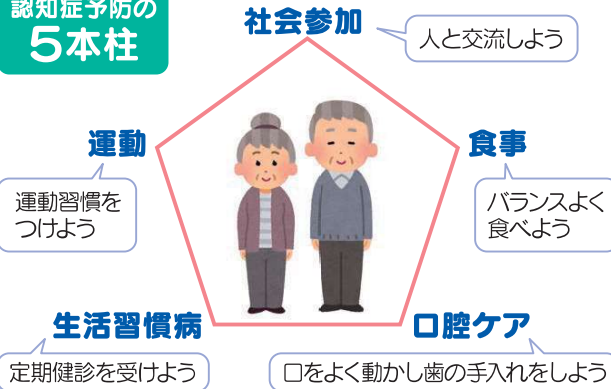 認知症予防の
5本柱
社会参加
人と交流しよう
運動
運動習慣を
つけよう
食事
バランスよく
食べよう
生活習慣病
定期健診を受けよう
口腔ケア
口をよく動かし歯の手入れをしよう